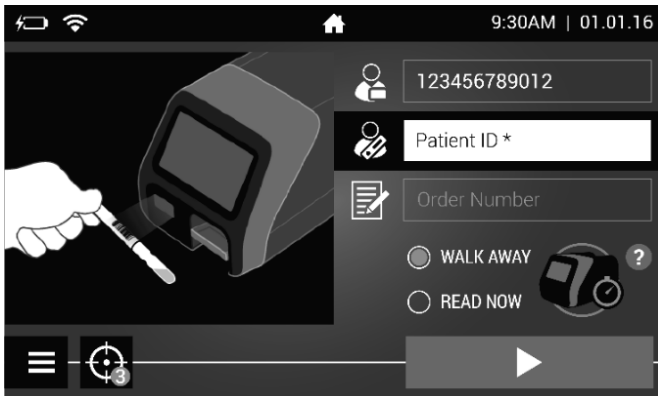 9:30AM | 01.01.16
123456789012
Patient ID *
Order Number
WALK AWAY
?
READ NOW
3